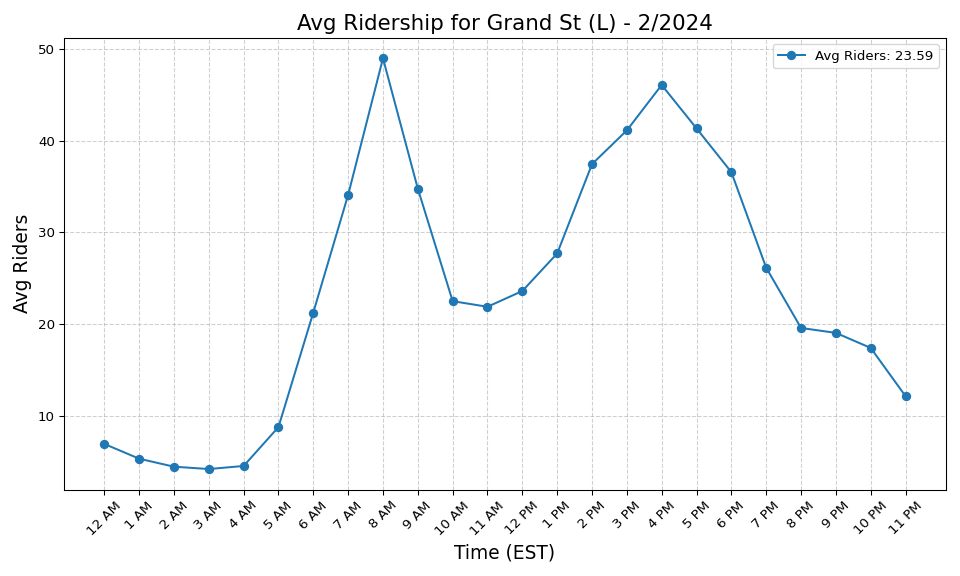 Avg Ridership for Grand St (L) - 2/2024
Avg Riders: 23.59
Avg Riders
50
40
30
20
10
12 AM
1 AM
2 AM
3 AM
4 AM
5 AM
6 AM
7 AM
8 AM
9 AM
10 AM
11 AM
12 PM
1 PM
2 PM
3 PM
4 PM
5 PM
6 PM
7 PM
8 PM
9 PM
10 PM
11 PM
Time (EST)